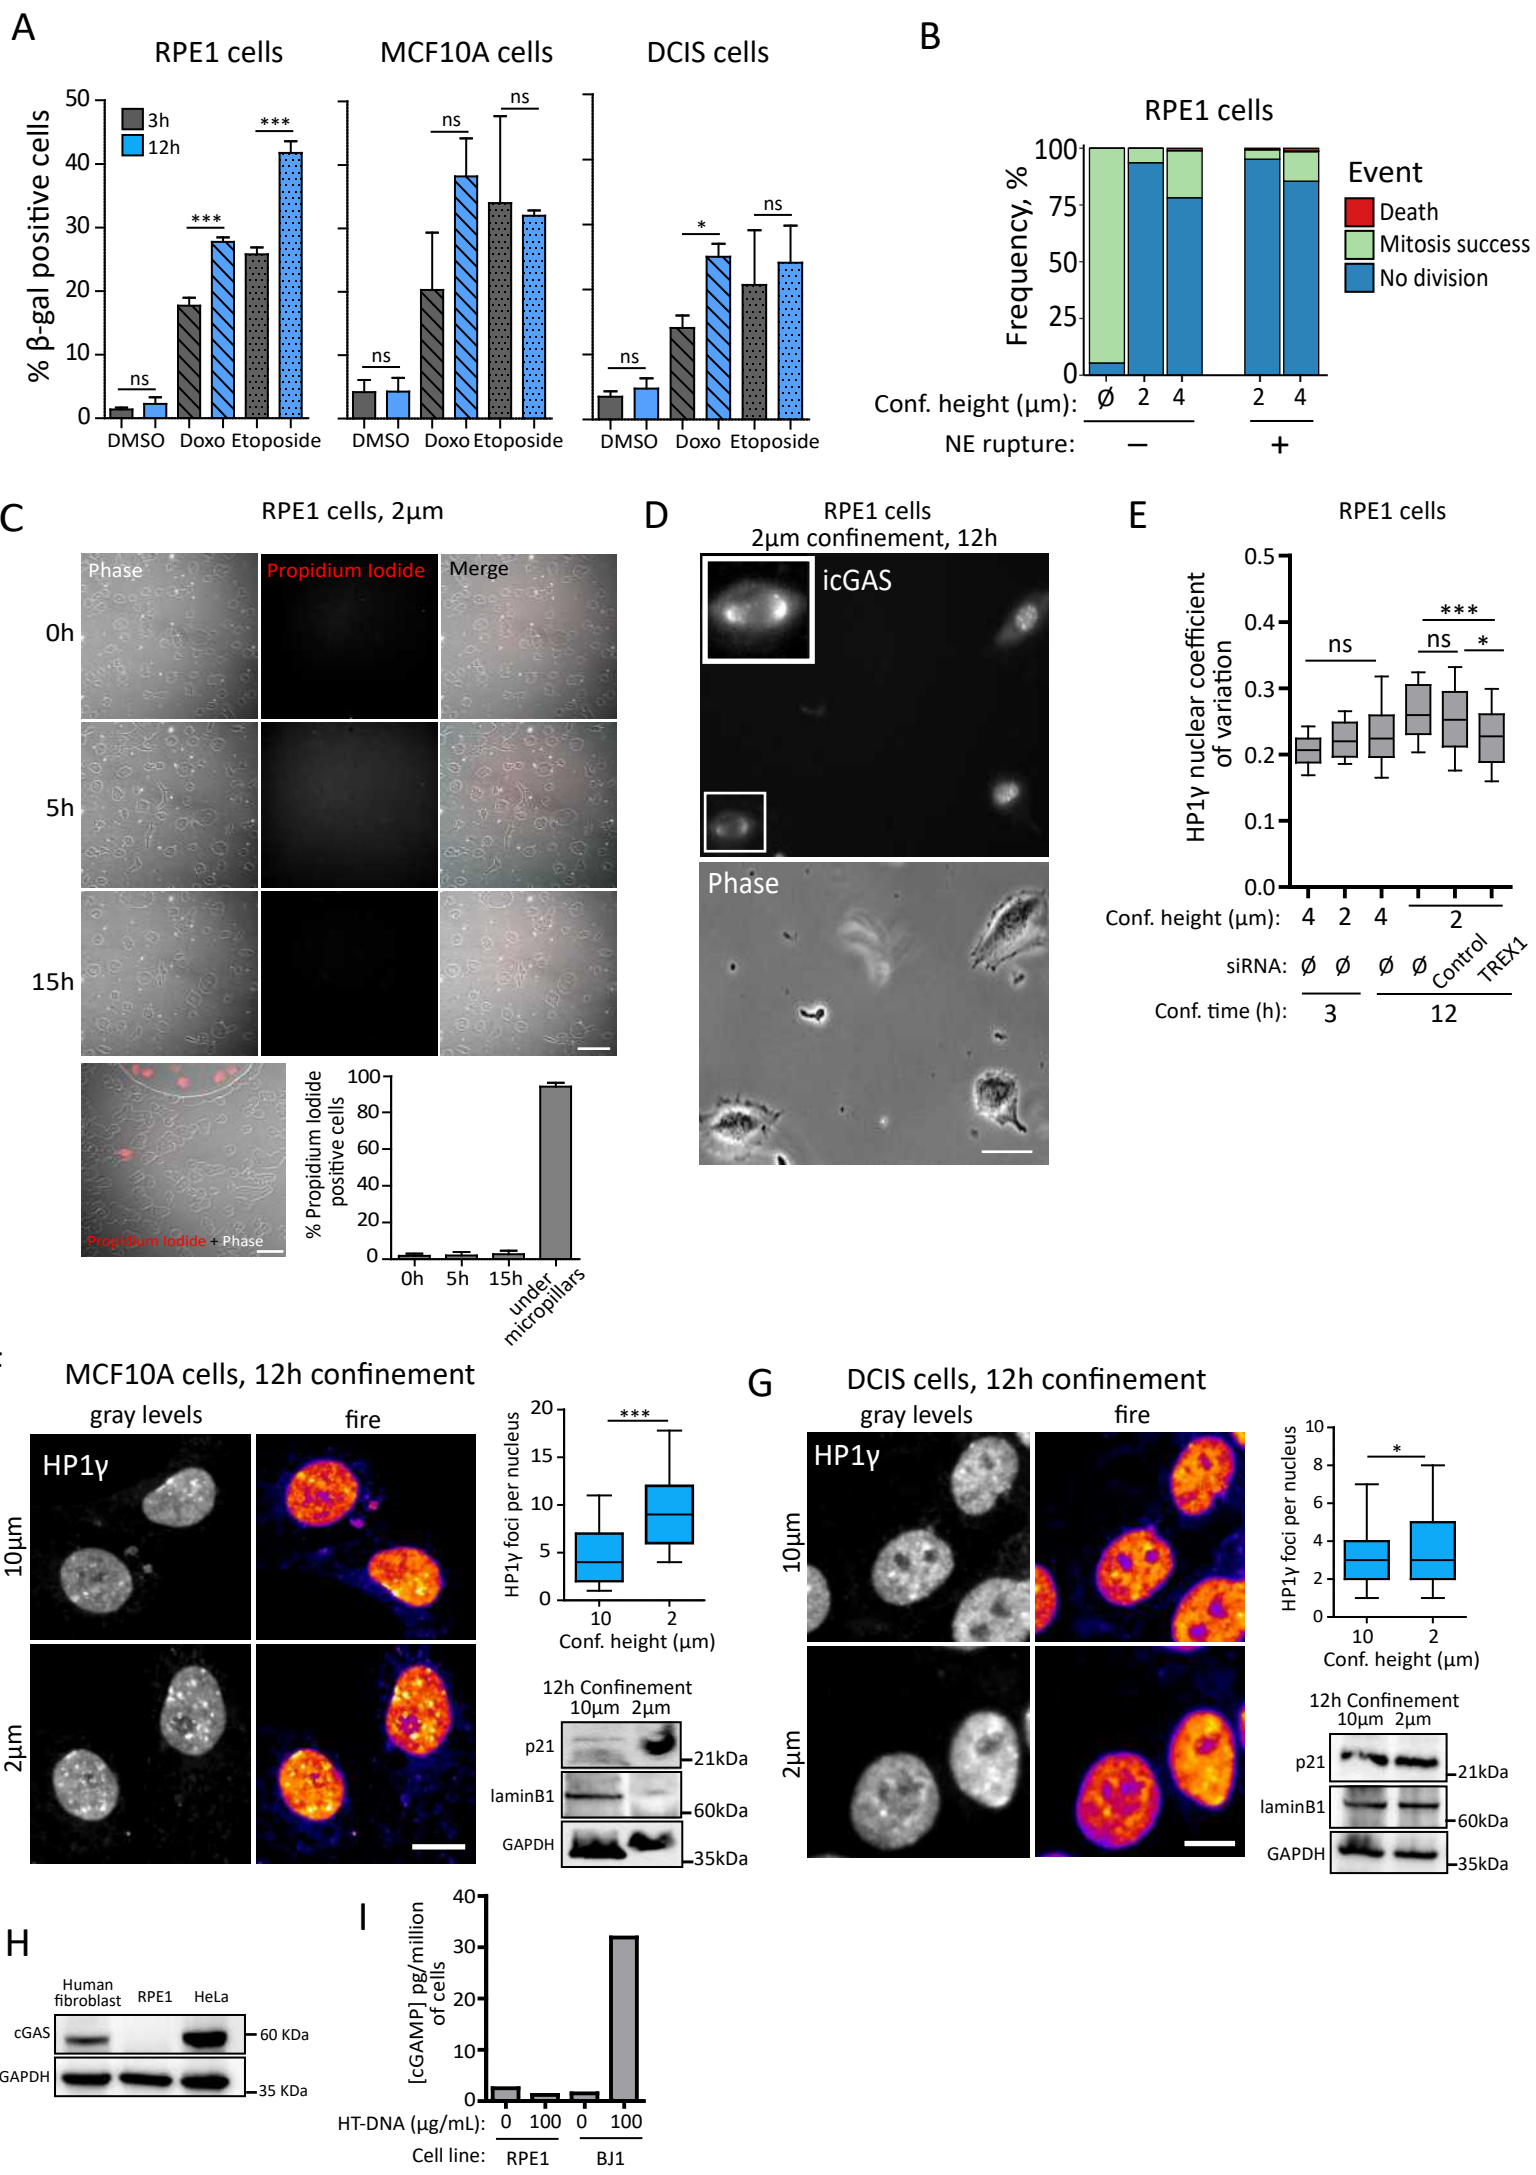 A
RPE1 cells
MCF10A cells
DCIS cells
% β-gal positive cells
50
40
30
20
10
0
3h
12h
ns
***
***
ns
ns
ns
ns
*
ns
DMSO
Doxo
Etoposide
DMSO
Doxo
Etoposide
DMSO
Doxo
Etoposide
B
RPE1 cells
Frequency, %
100
75
50
25
0
Event
Death
Mitosis success
No division
Conf. height (µm):
Ø
2
4
2
4
NE rupture:
−
+
C
RPE1 cells, 2µm
Phase
Propidium Iodide
Merge
0h
5h
15h
Propidium Iodide + Phase
% Propidium Iodide
positive cells
100
80
60
40
20
0
0h
5h
15h
under
micropillars
D
RPE1 cells
2µm confinement, 12h
icGAS
Phase
E
RPE1 cells
HP1γ nuclear coefficient
of variation
0.5
0.4
0.3
0.2
0.1
0.0
ns
***
ns
*
Conf. height (µm):
4
2
4
2
siRNA:
Ø
Ø
Ø
Ø
Control
TREX1
Conf. time (h):
3
12
MCF10A cells, 12h confinement
gray levels
fire
HP1γ
10µm
2µm
HP1γ foci per nucleus
20
15
10
5
0
***
10
2
Conf. height (µm)
12h Confinement
10µm 2µm
p21
21kDa
laminB1
60kDa
GAPDH
35kDa
G
DCIS cells, 12h confinement
gray levels
fire
HP1γ
10µm
2µm
HP1γ foci per nucleus
10
8
6
4
2
0
*
10
2
Conf. height (µm)
12h Confinement
10µm 2µm
p21
21kDa
laminB1
60kDa
GAPDH
35kDa
H
Human
fibroblast
RPE1
HeLa
cGAS
60 KDa
GAPDH
35 KDa
I
[cGAMP] pg/million
of cells
40
30
20
10
0
HT-DNA (µg/mL):
0
100
0
100
Cell line:
RPE1
BJ1